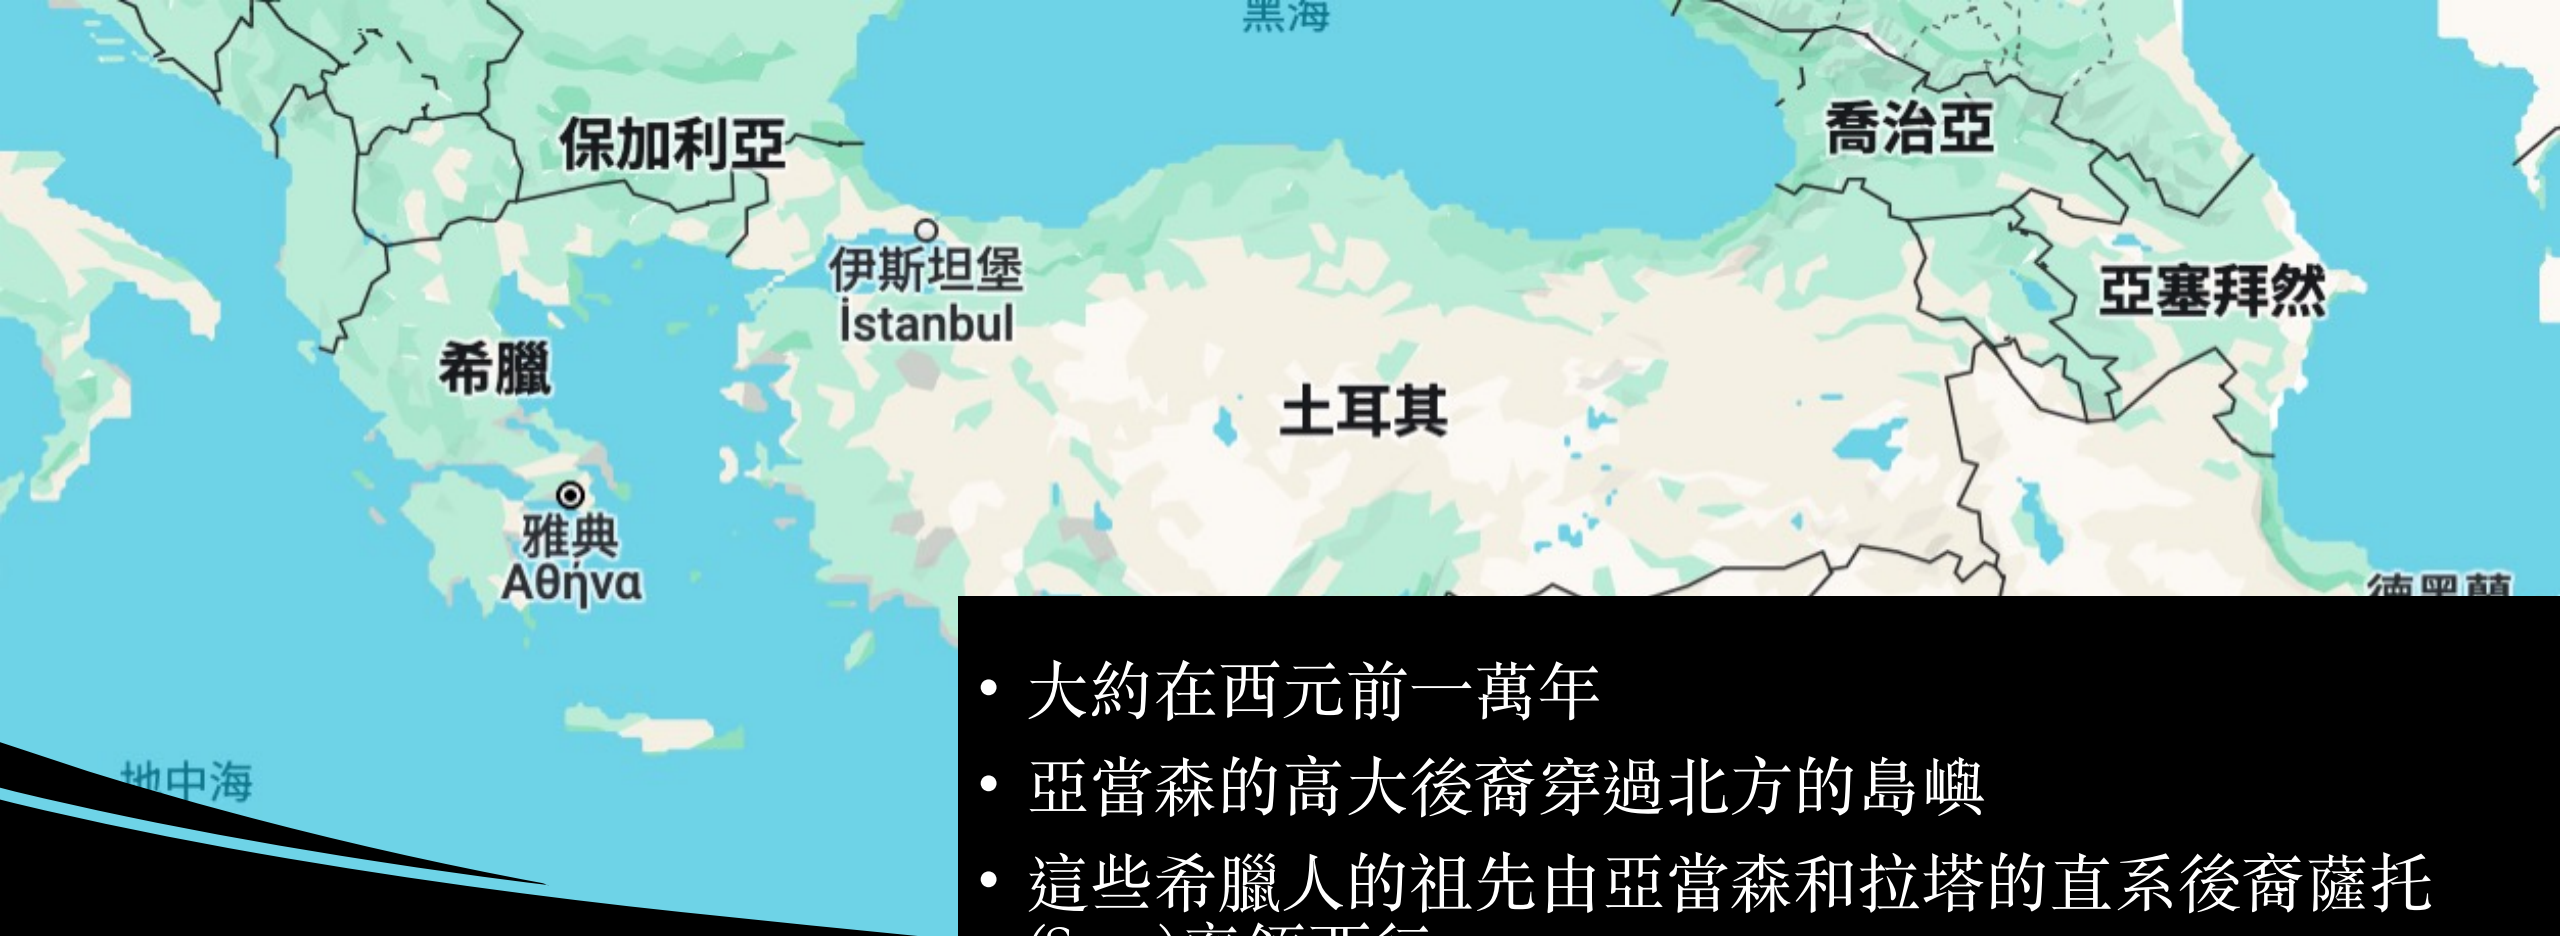 黑海
保加利亞
喬治亞
伊斯坦堡
İstanbul
亞塞拜然
希臘
土耳其
雅典
Αθήνα
德黑蘭
地中海
• 大約在西元前一萬年
• 亞當森的高大後裔穿過北方的島嶼
• 這些希臘人的祖先由亞當森和拉塔的直系後裔薩托